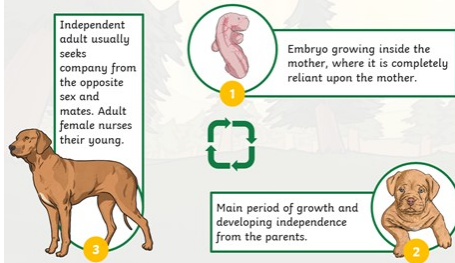 Independent
adult usually
seeks
company from
the opposite
sex and
mates. Adult
female nurses
their young.
3
Embryo growing inside the
mother, where it is completely
reliant upon the mother.
1
Main period of growth and
developing independence
from the parents.
2